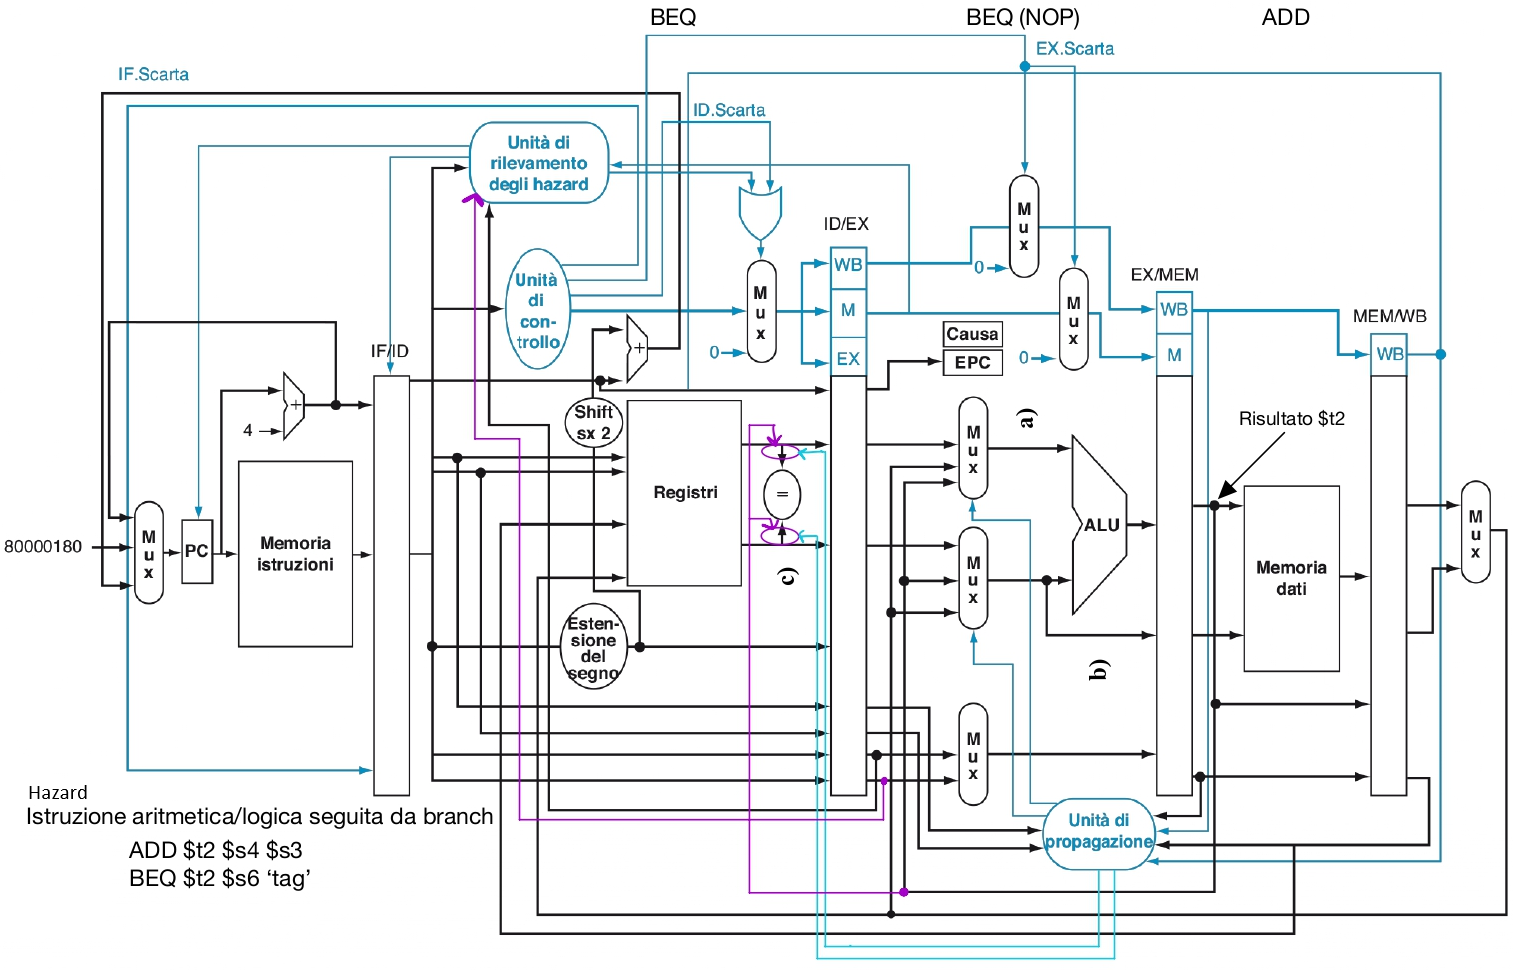 BEQ
BEQ (NOP)
ADD
EX.Scarta
IF.Scarta
ID.Scarta
Unità di
rilevamento
degli hazard
M
u
x
ID/EX
WB
0
EX/MEM
Unità
di
con-
trollo
M
u
x
M
M
u
x
WB
MEM/WB
Causa
IF/ID
+
0
EX
EPC
0
M
WB
+
4
Shift
sx 2
M
u
x
a)
Risultato $t2
Registri
=
ALU
M
u
x
80000180
M
u
x
PC
Memoria
istruzioni
c)
M
u
x
Memoria
dati
Esten-
sione
del
segno
b)
M
u
x
Hazard
Istruzione aritmetica/logica seguita da branch
ADD $t2 $s4 $s3
BEQ $t2 $s6 ‘tag’
Unità di
propagazione